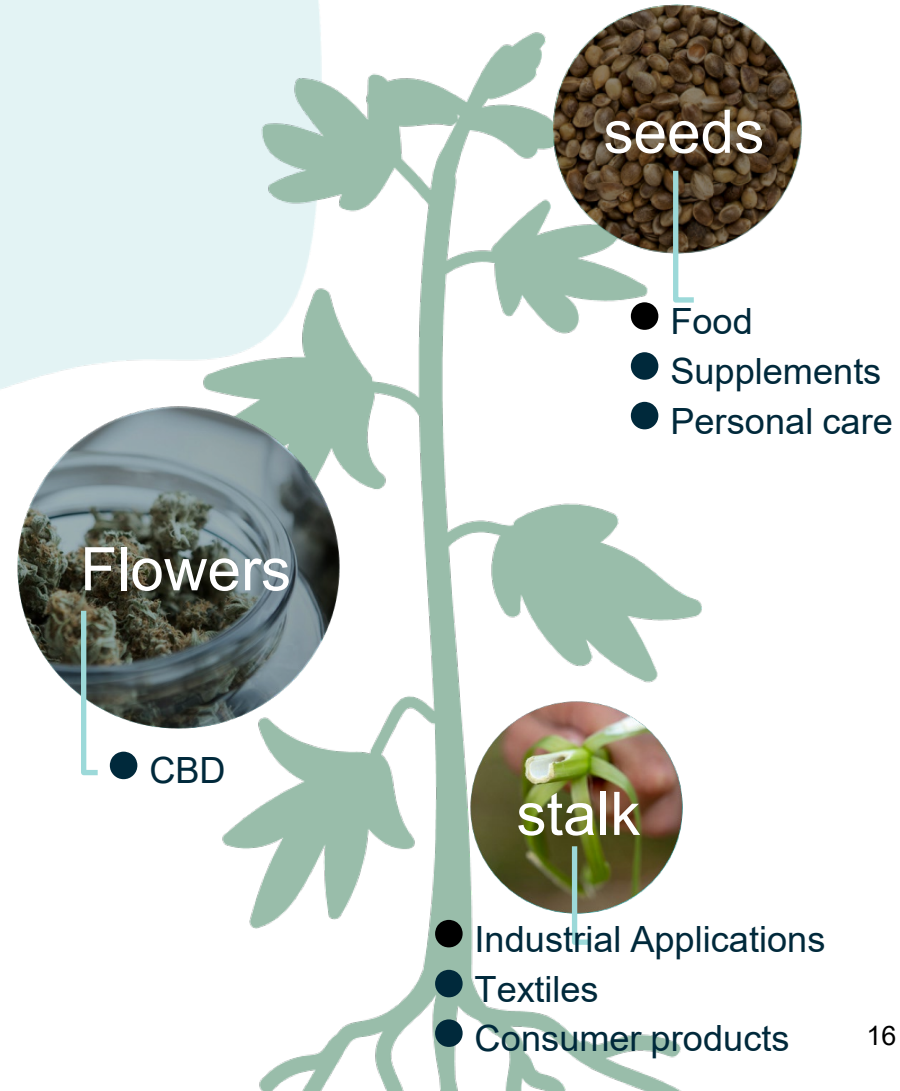 seeds
● Food
● Supplements
● Personal care
Flowers
● CBD
stalk
● Industrial Applications
● Textiles
● Consumer products
16